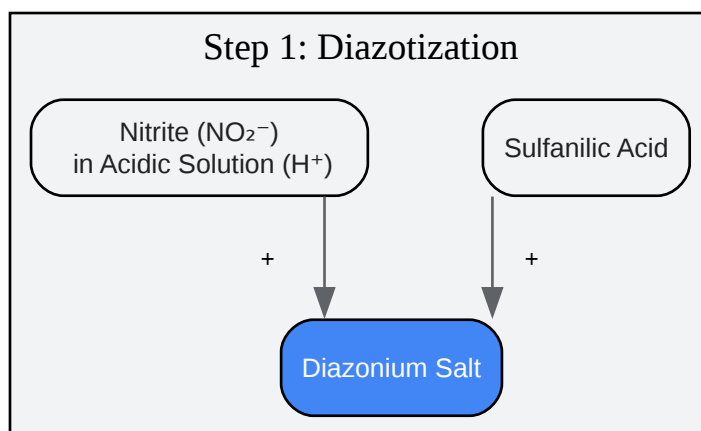 Step 1: Diazotization
Nitrite (NO₂⁻)
in Acidic Solution (H⁺)
Sulfanilic Acid
+
+
Diazonium Salt